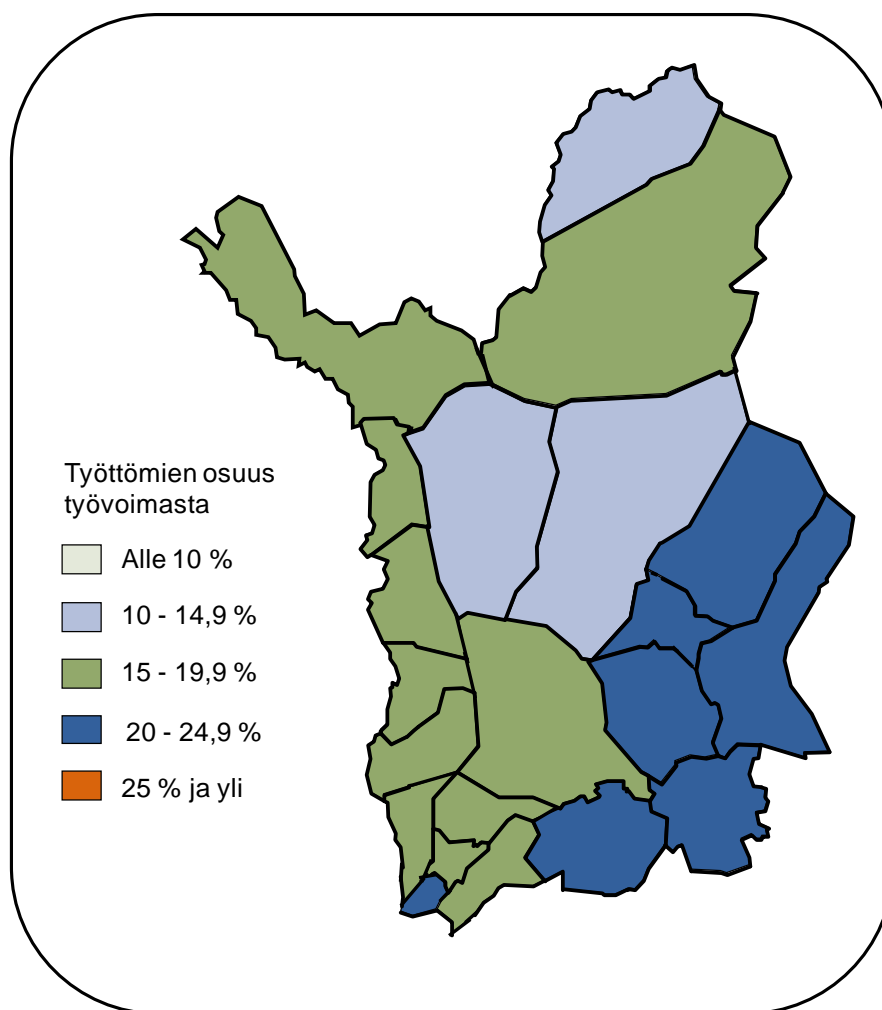 Työttömien osuus
työvoimasta
Alle 10 %
10 - 14,9 %
15 - 19,9 %
20 - 24,9 %
25 % ja yli